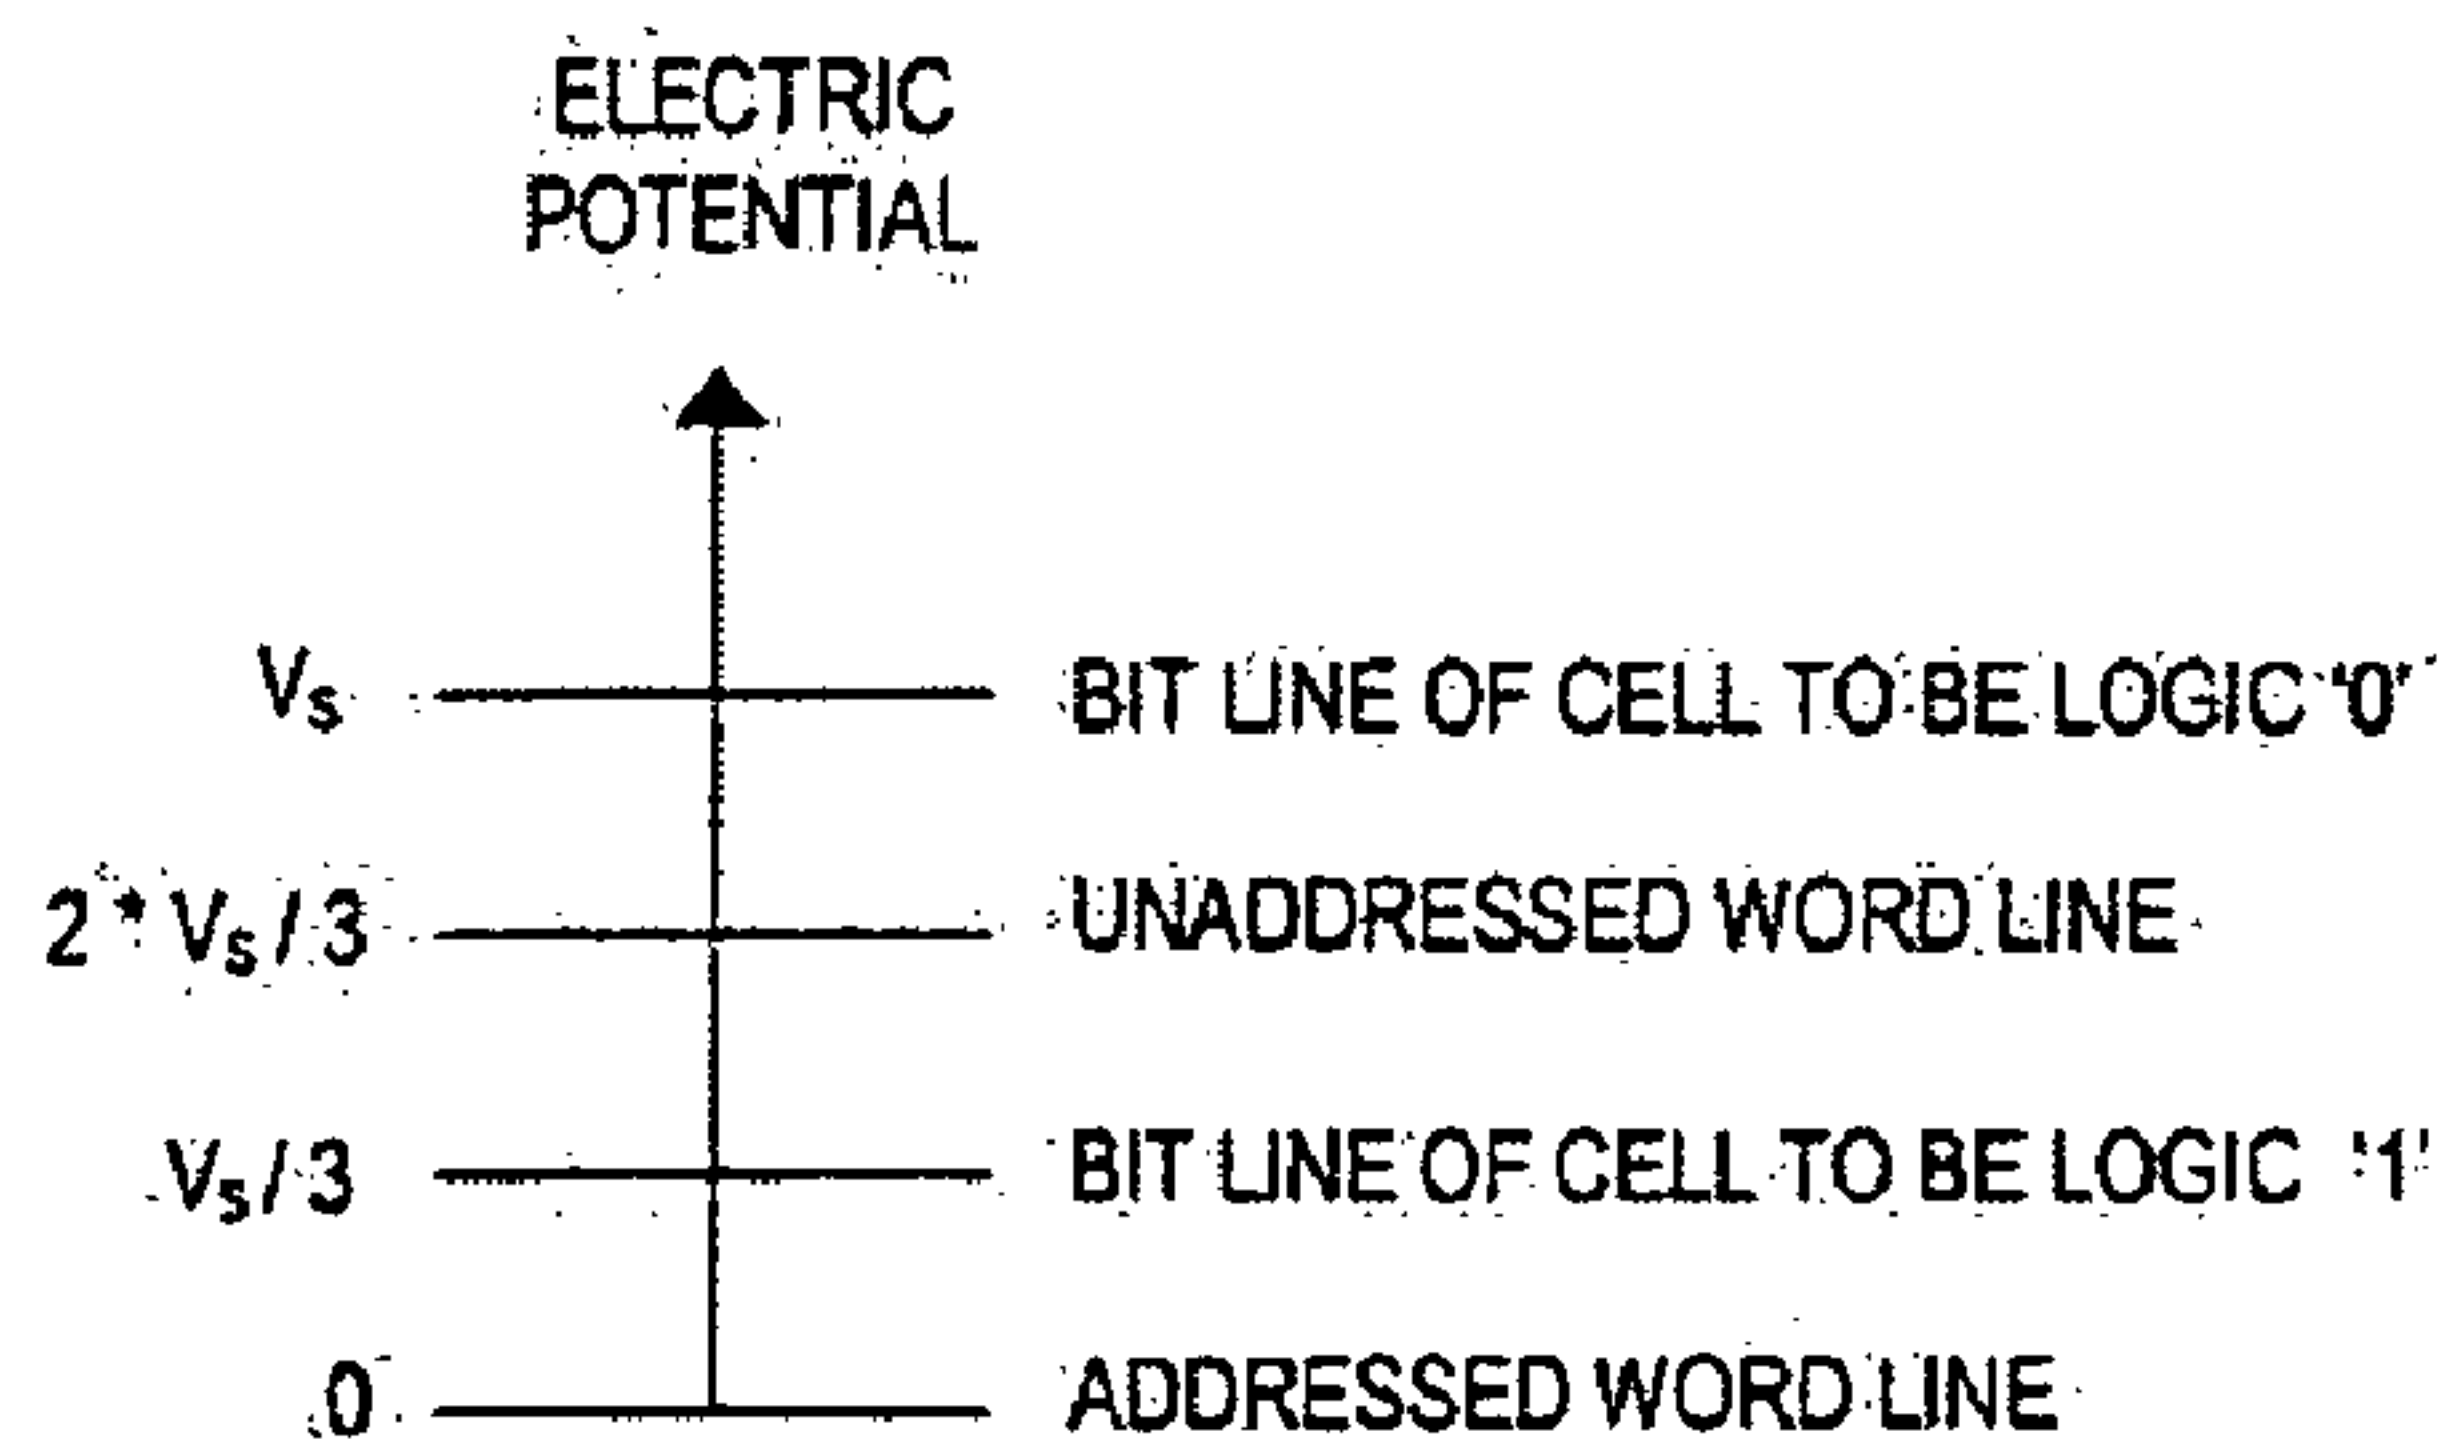 ELECTRIC
POTENTIAL
Vs BIT LINE OF CELL TO BE LOGIC '0'
2 * Vs / 3 UNADDRESSED WORD LINE
Vs / 3 BIT LINE OF CELL TO BE LOGIC '1'
0 ADDRESSED WORD LINE